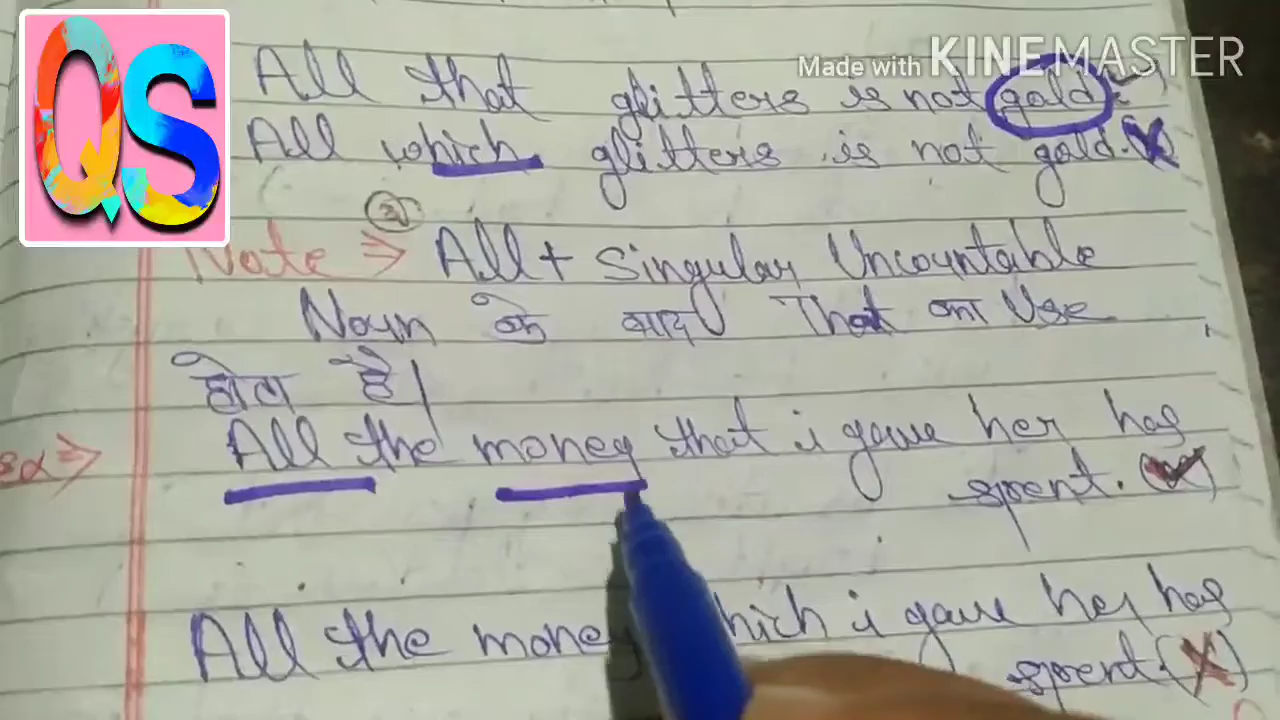 QS
Made with KINEMASTER
All that glitters is not gold.
All which glitters is not gold.
Note ⇒ All + Singular Uncountable
Noun के बाद That का Use
होता है।
⇒ All the money that i gave her has
spent. (✓)
All the money which i gave her has
spent. (×)